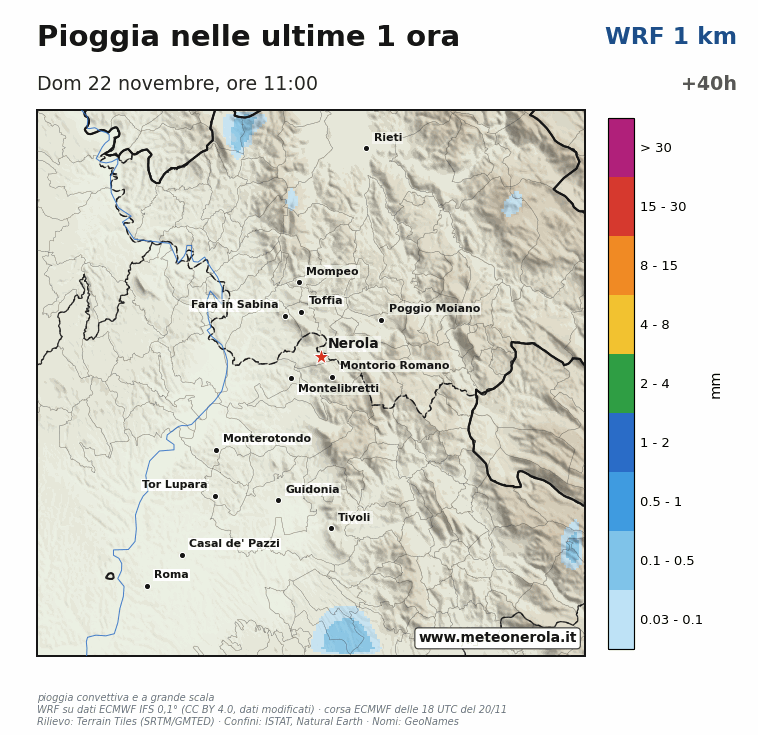 Pioggia nelle ultime 1 ora
WRF 1 km
Dom 22 novembre, ore 11:00
+40h
Rieti
> 30
15 - 30
8 - 15
4 - 8
2 - 4
1 - 2
0.5 - 1
0.1 - 0.5
0.03 - 0.1
mm
Mompeo
Fara in Sabina
Toffia
Poggio Moiano
Nerola
Montorio Romano
Montelibretti
Monterotondo
Tor Lupara
Guidonia
Tivoli
Casal de' Pazzi
Roma
www.meteonerola.it
pioggia convettiva e a grande scala
WRF su dati ECMWF IFS 0,1° (CC BY 4.0, dati modificati) · corsa ECMWF delle 18 UTC del 20/11
Rilievo: Terrain Tiles (SRTM/GMTED) · Confini: ISTAT, Natural Earth · Nomi: GeoNames